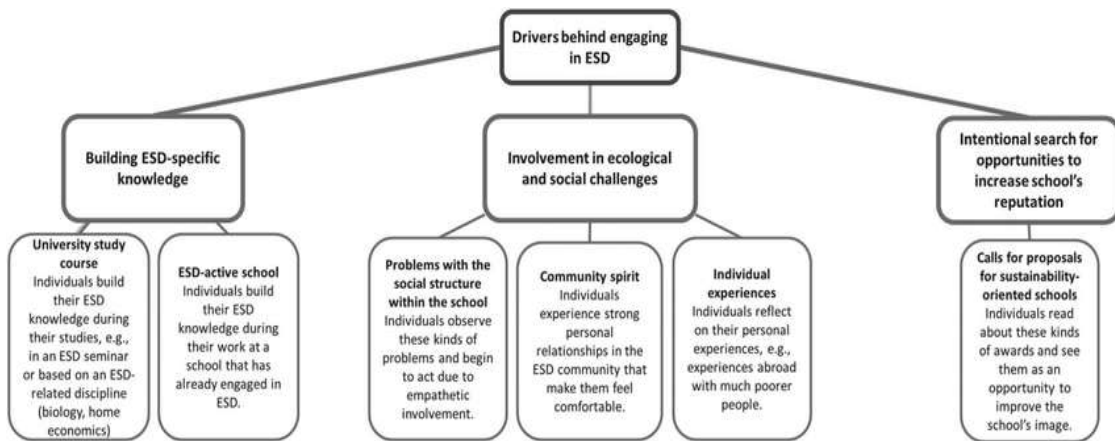 Drivers behind engaging
in ESD
Building ESD-specific
knowledge
Involvement in ecological
and social challenges
Intentional search for
opportunities to
increase school's
reputation
University study
course
Individuals build
their ESD
knowledge during
their studies, e.g.,
in an ESD seminar
or based on an ESD-
related discipline
(biology, home
economics)
ESD-active school
Individuals build
their ESD
knowledge during
their work at a
school that has
already engaged in
ESD.
Problems with the
social structure
within the school
Individuals observe
these kinds of
problems and begin
to act due to
empathetic
involvement.
Community spirit
Individuals
experience strong
personal
relationships in the
ESD community that
make them feel
comfortable.
Individual
experiences
Individuals reflect
on their personal
experiences, e.g.,
experiences abroad
with much poorer
people.
Calls for proposals
for sustainability-
oriented schools
Individuals read
about these kinds
of awards and see
them as an
opportunity to
improve the
school's image.